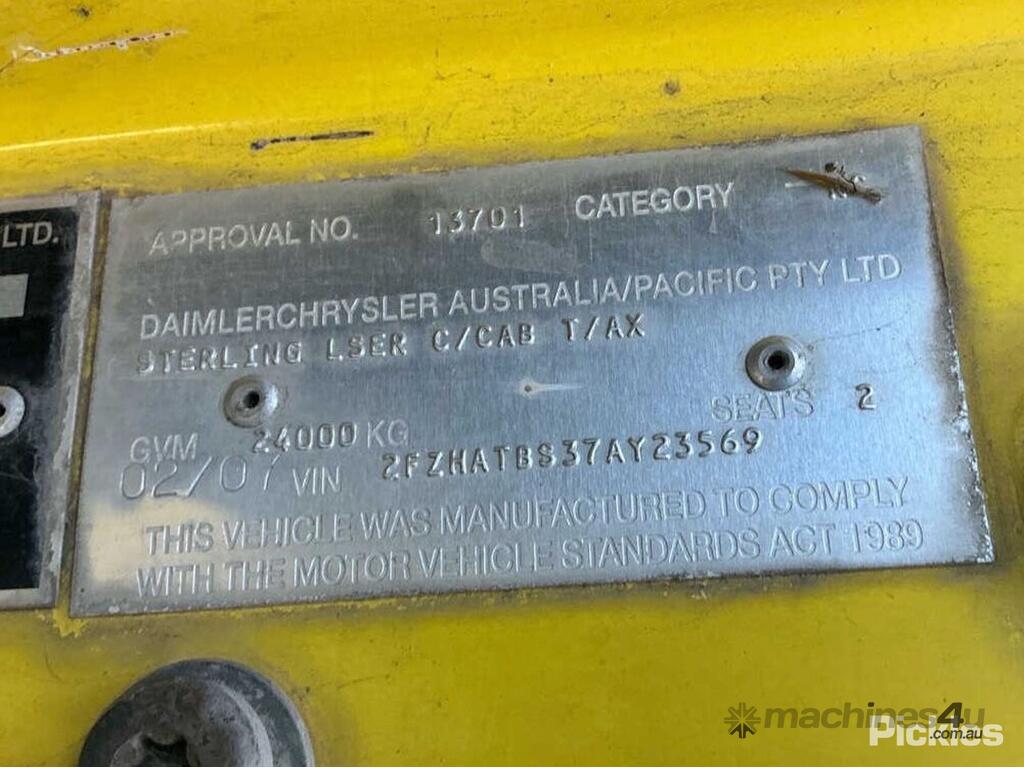 LTD.
APPROVAL NO. 13701 CATEGORY
DAIMLERCHRYSLER AUSTRALIA/PACIFIC PTY LTD
STERLING LSER C/CAB T/AX
GVM 24000 KG SEATS 2
02/07 VIN 2FZHATBS37AY23569
THIS VEHICLE WAS MANUFACTURED TO COMPLY
WITH THE MOTOR VEHICLE STANDARDS ACT 1989
machines4u
.com.au
Pickles